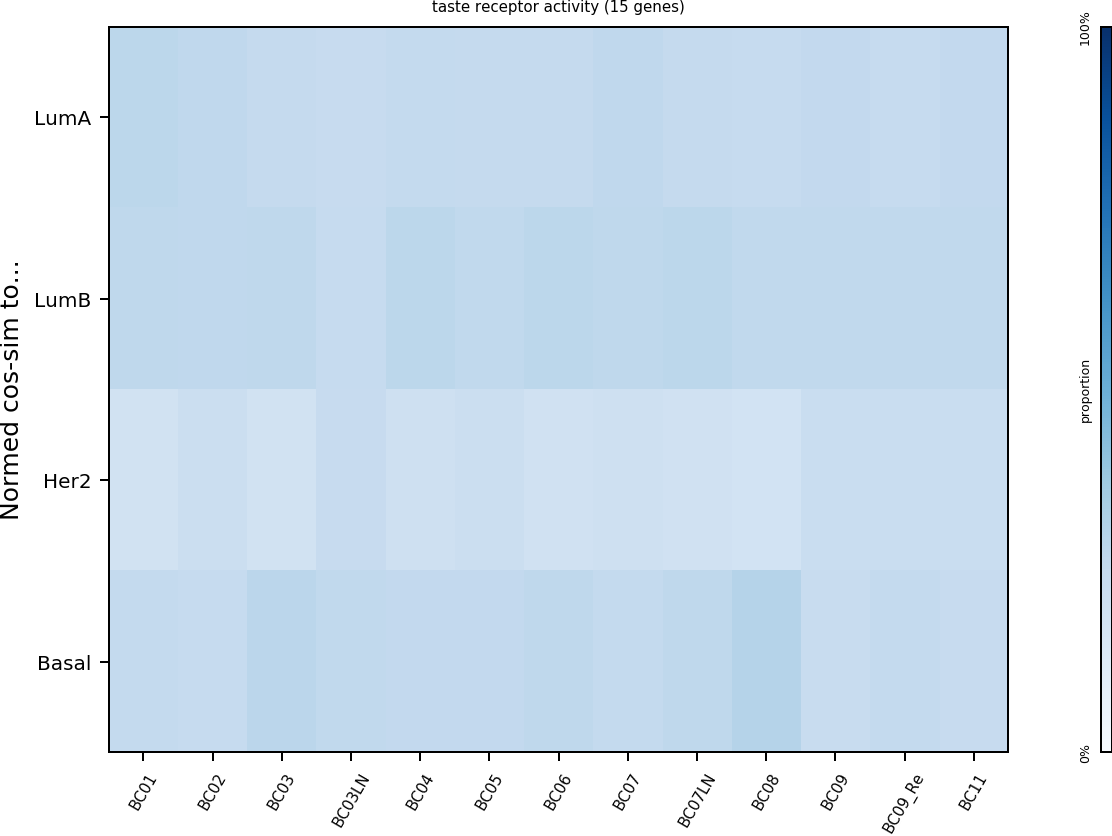 taste receptor activity (15 genes)
100%
LumA
LumB
Normed cos-sim to...
proportion
Her2
Basal
0%
BC01
BC02
BC03
BC03LN
BC04
BC05
BC06
BC07
BC07LN
BC08
BC09
BC09_Re
BC11